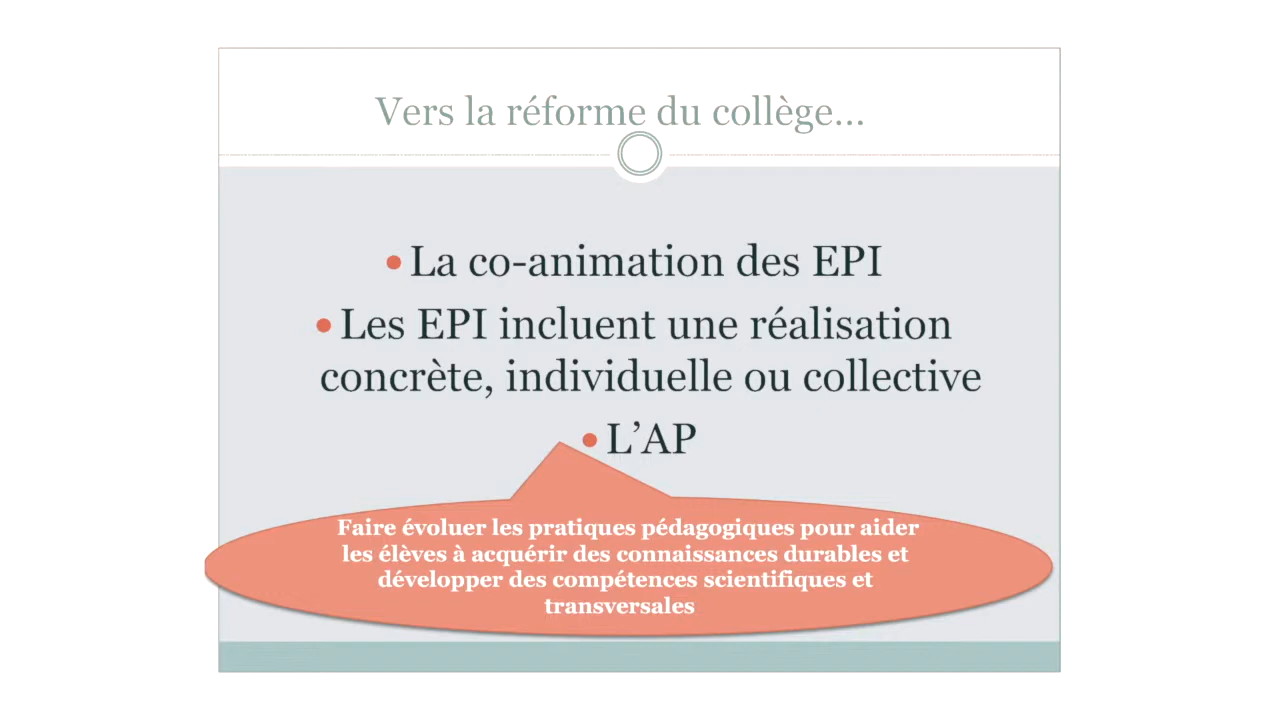 Vers la réforme du collège…
• La co-animation des EPI
• Les EPI incluent une réalisation
concrète, individuelle ou collective
• L’AP
Faire évoluer les pratiques pédagogiques pour aider
les élèves à acquérir des connaissances durables et
développer des compétences scientifiques et
transversales